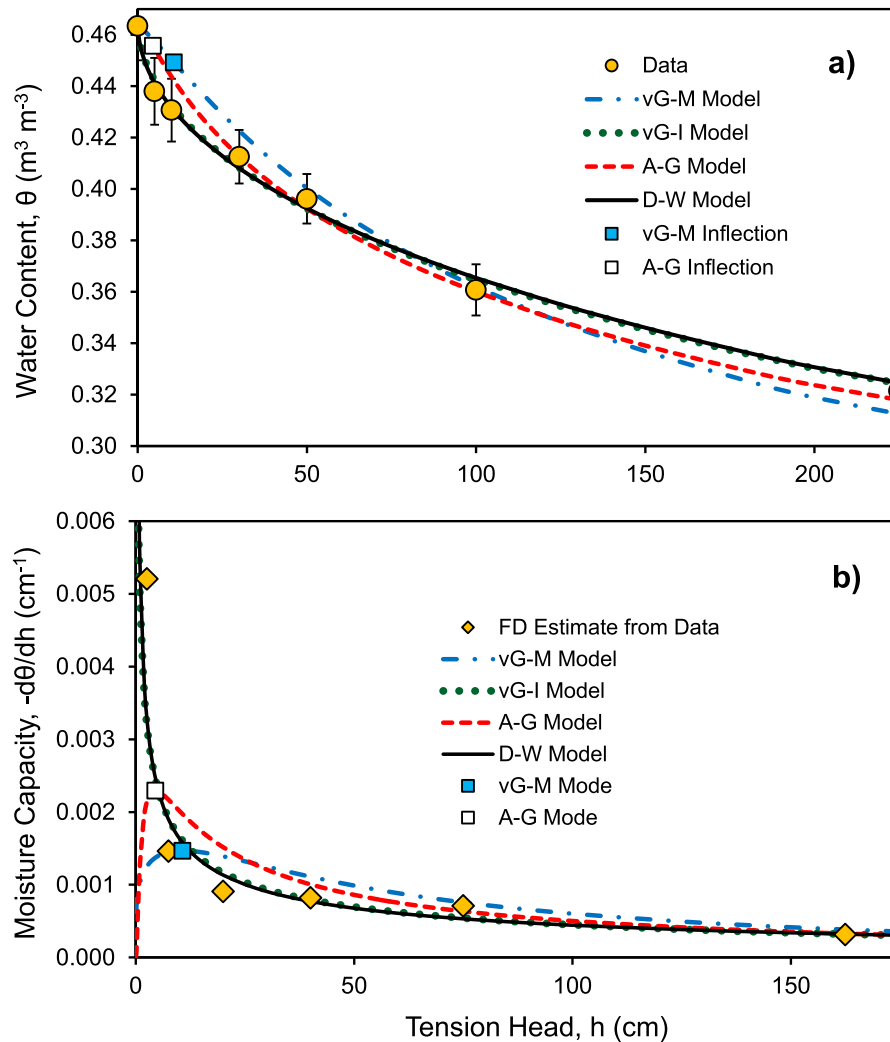 0.46
0.44
0.42
0.40
0.38
0.36
0.34
0.32
0.30
Water Content, θ (m³ m⁻³)
a)
Data
vG-M Model
vG-I Model
A-G Model
D-W Model
vG-M Inflection
A-G Inflection
0 50 100 150 200
0.006
0.005
0.004
0.003
0.002
0.001
0.000
Moisture Capacity, -dθ/dh (cm⁻¹)
b)
FD Estimate from Data
vG-M Model
vG-I Model
A-G Model
D-W Model
vG-M Mode
A-G Mode
0 50 100 150
Tension Head, h (cm)